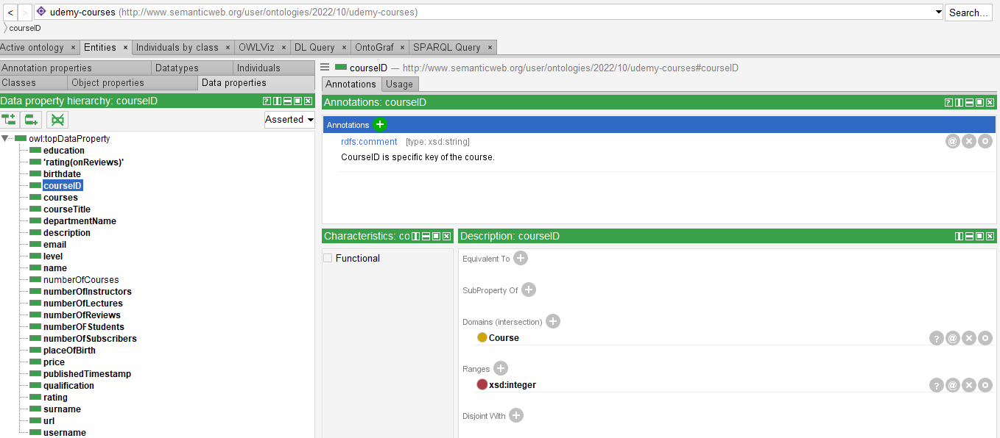 < > udemy-courses (http://www.semanticweb.org/user/ontologies/2022/10/udemy-courses) Search...
courseID
Active ontology × Entities × Individuals by class × OWLViz × DL Query × OntoGraf × SPARQL Query ×
Annotation properties Datatypes Individuals
Classes Object properties Data properties
Data property hierarchy: courseID
Asserted
owl:topDataProperty
education
'rating(onReviews)'
birthdate
courseID
courses
courseTitle
departmentName
description
email
level
name
numberOfCourses
numberOfInstructors
numberOfLectures
numberOfReviews
numberOFStudents
numberOfSubscribers
placeOfBirth
price
publishedTimestamp
qualification
rating
surname
url
username
courseID — http://www.semanticweb.org/user/ontologies/2022/10/udemy-courses#courseID
Annotations Usage
Annotations: courseID
Annotations
rdfs:comment [type: xsd:string]
CourseID is specific key of the course.
Characteristics: co
Functional
Description: courseID
Equivalent To
SubProperty Of
Domains (intersection)
Course
Ranges
xsd:integer
Disjoint With